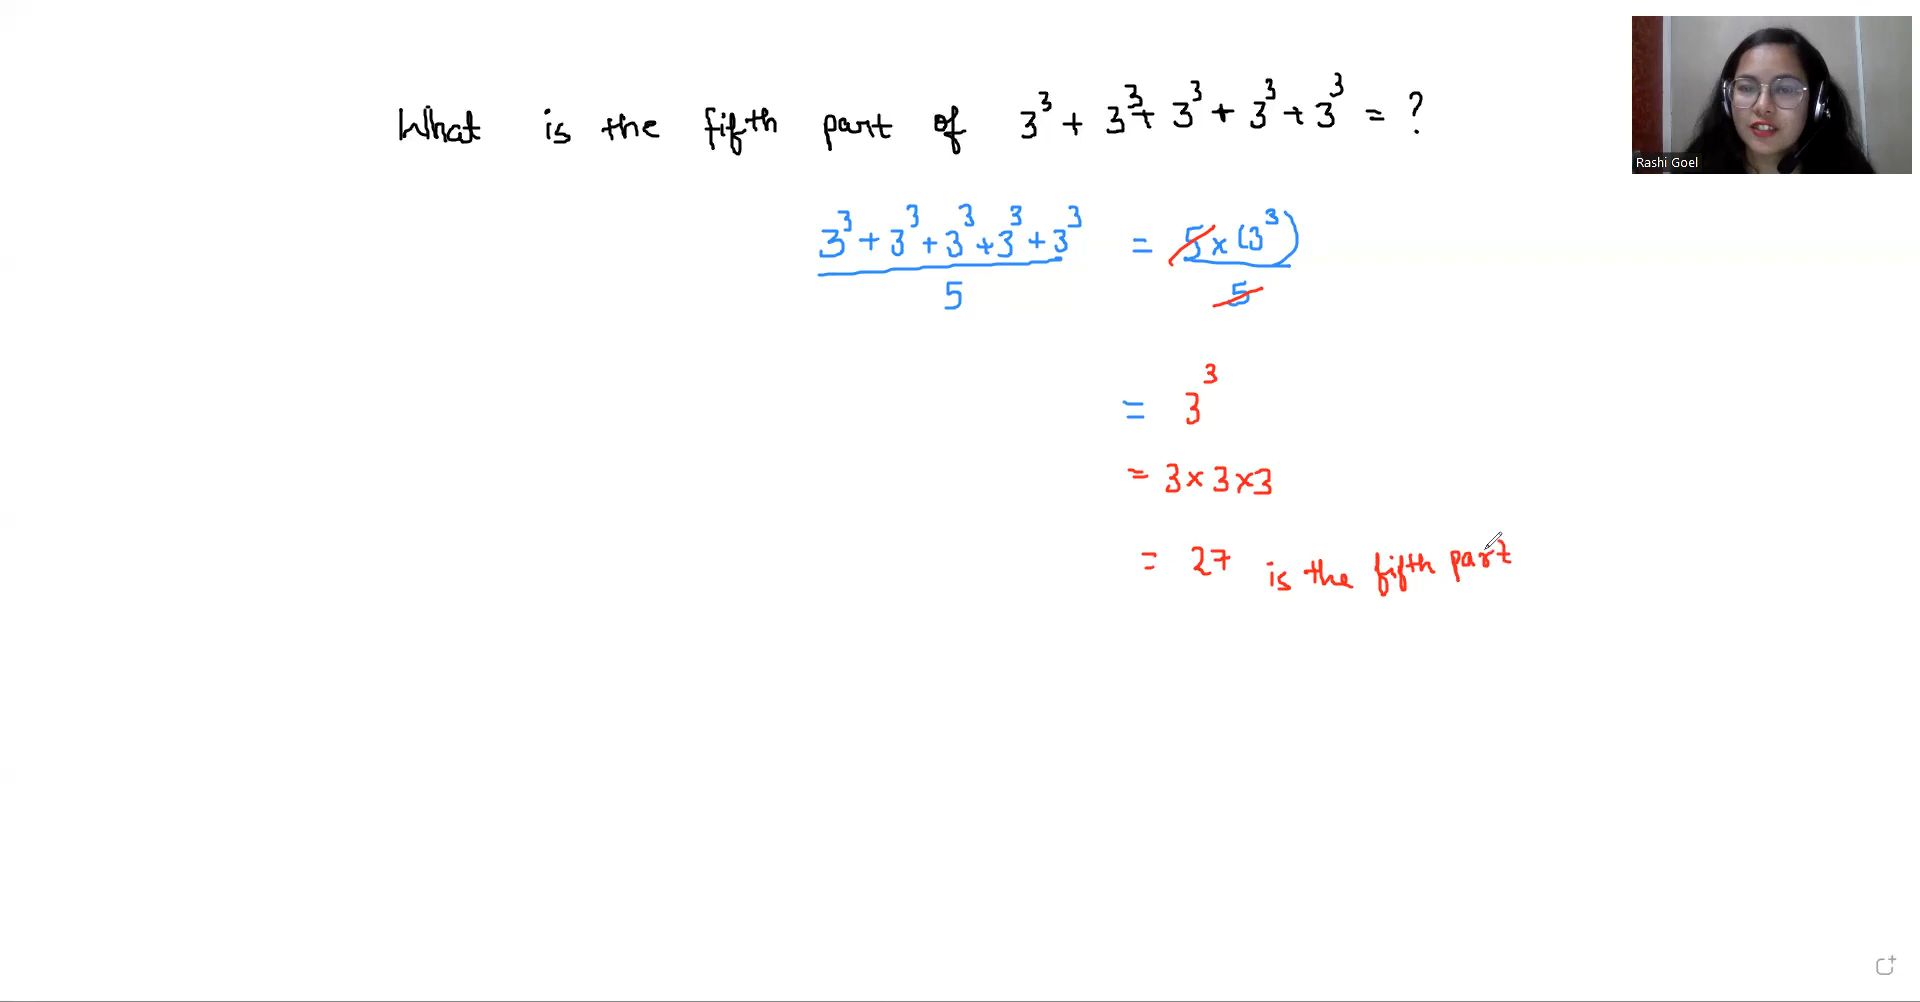 What is the fifth part of 3³ + 3³ + 3³ + 3³ + 3³ = ?
Rashi Goel
3³ + 3³ + 3³ + 3³ + 3³ = 5 × (3³)
5 5
= 3³
= 3 × 3 × 3
= 27 is the fifth part